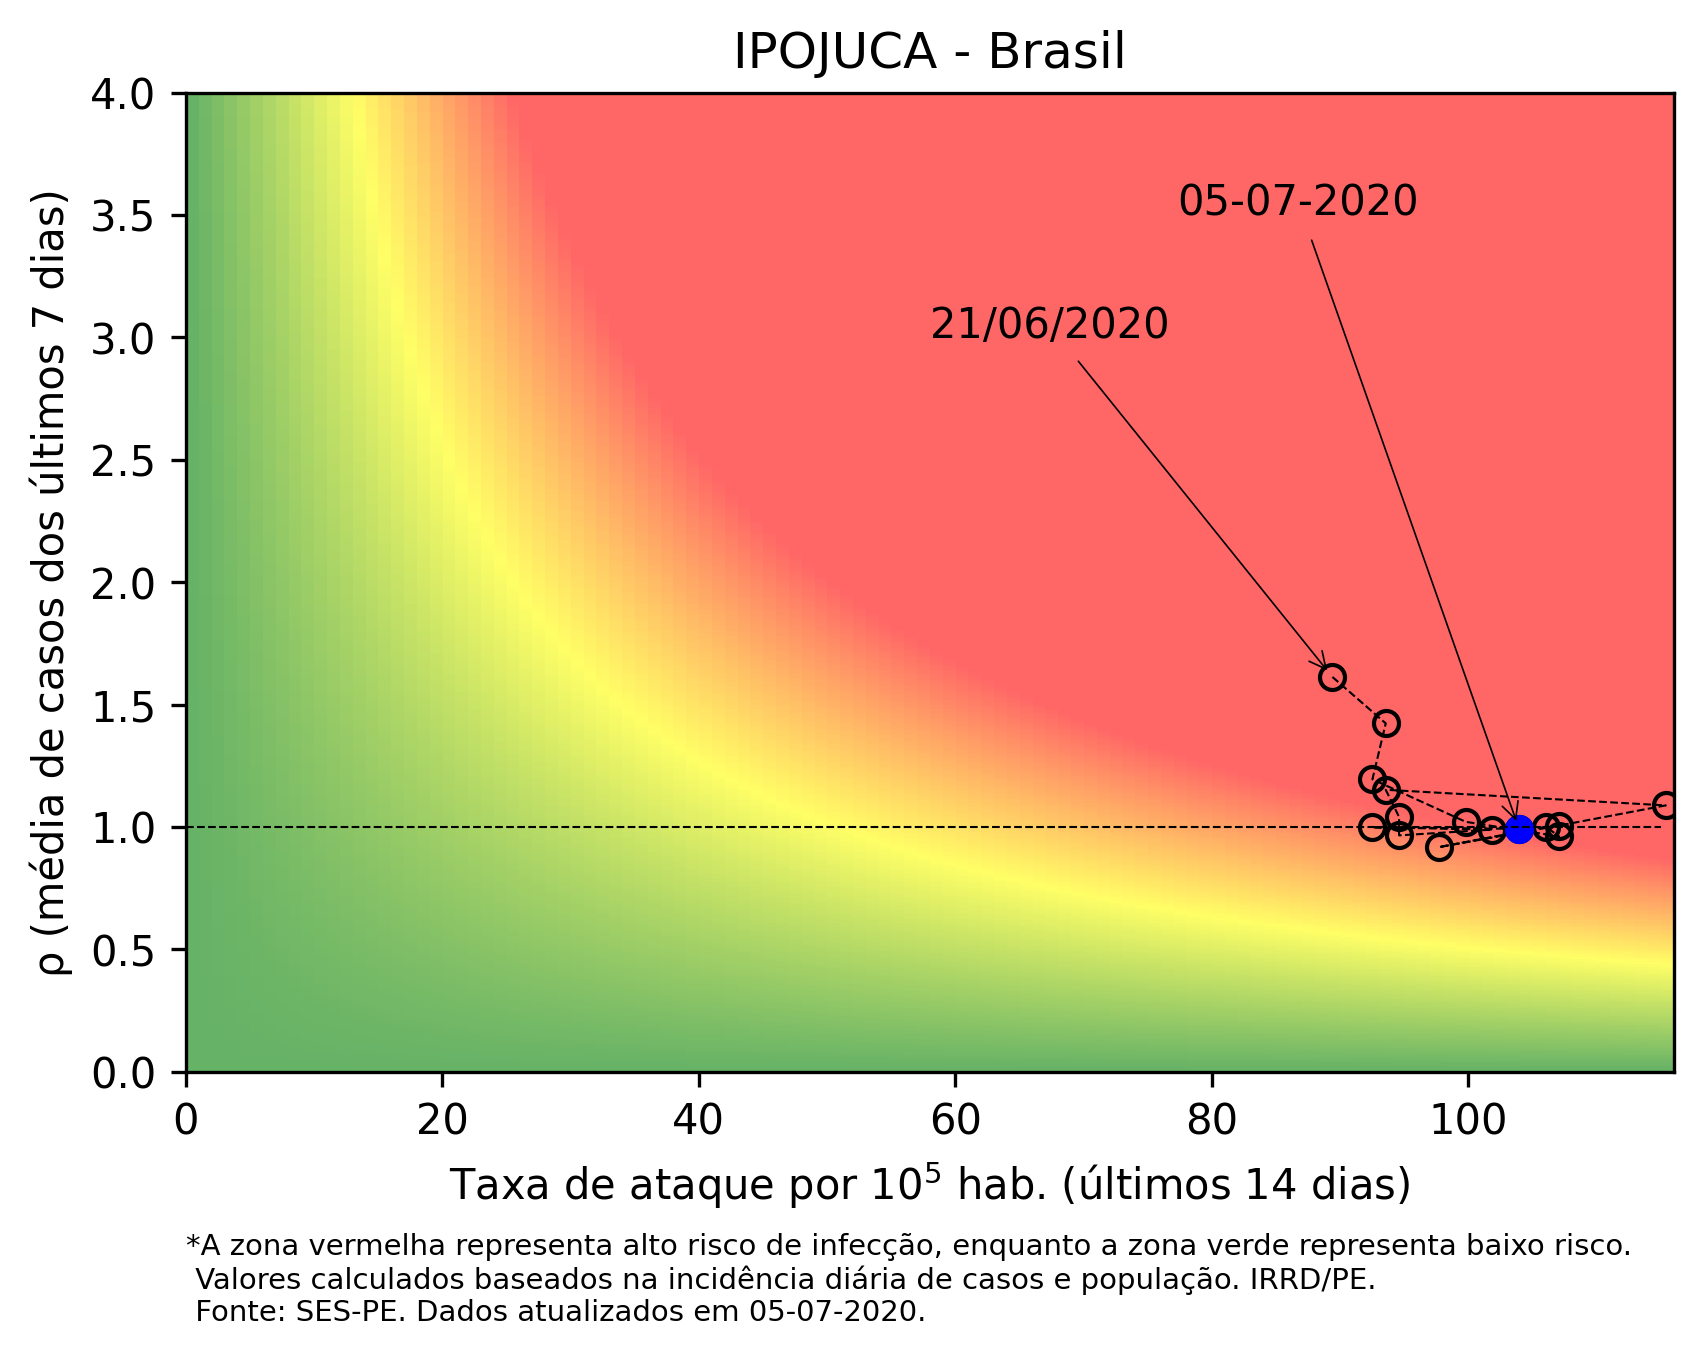 IPOJUCA - Brasil
4.0
3.5
3.0
2.5
2.0
1.5
1.0
0.5
0.0
ρ (média de casos dos últimos 7 dias)
05-07-2020
21/06/2020
0 20 40 60 80 100
Taxa de ataque por 10⁵ hab. (últimos 14 dias)
*A zona vermelha representa alto risco de infecção, enquanto a zona verde representa baixo risco.
Valores calculados baseados na incidência diária de casos e população. IRRD/PE.
Fonte: SES-PE. Dados atualizados em 05-07-2020.